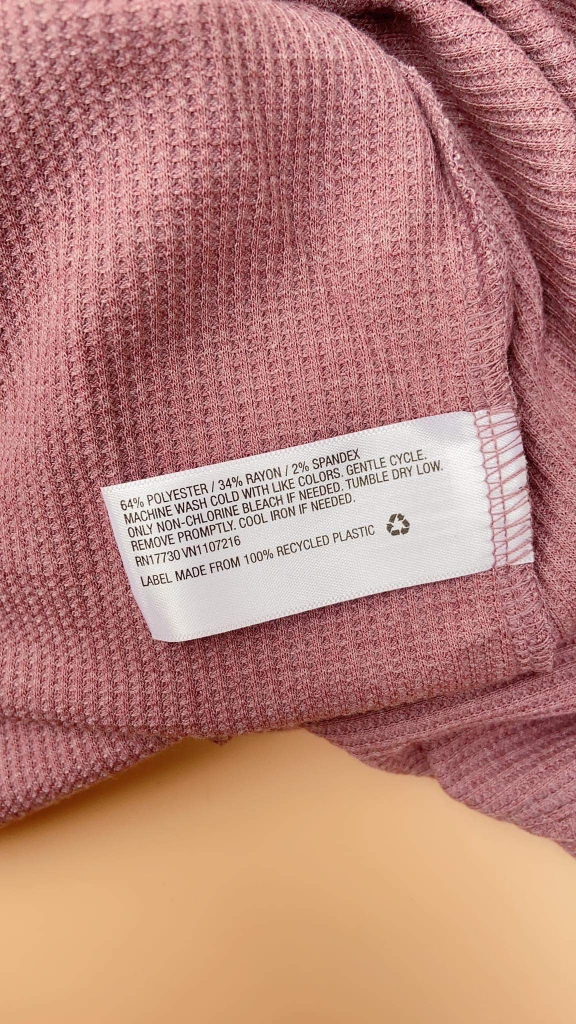 64% POLYESTER / 34% RAYON / 2% SPANDEX
MACHINE WASH COLD WITH LIKE COLORS. GENTLE CYCLE.
ONLY NON-CHLORINE BLEACH IF NEEDED. TUMBLE DRY LOW.
REMOVE PROMPTLY. COOL IRON IF NEEDED.
RN17730 VN1107216
LABEL MADE FROM 100% RECYCLED PLASTIC